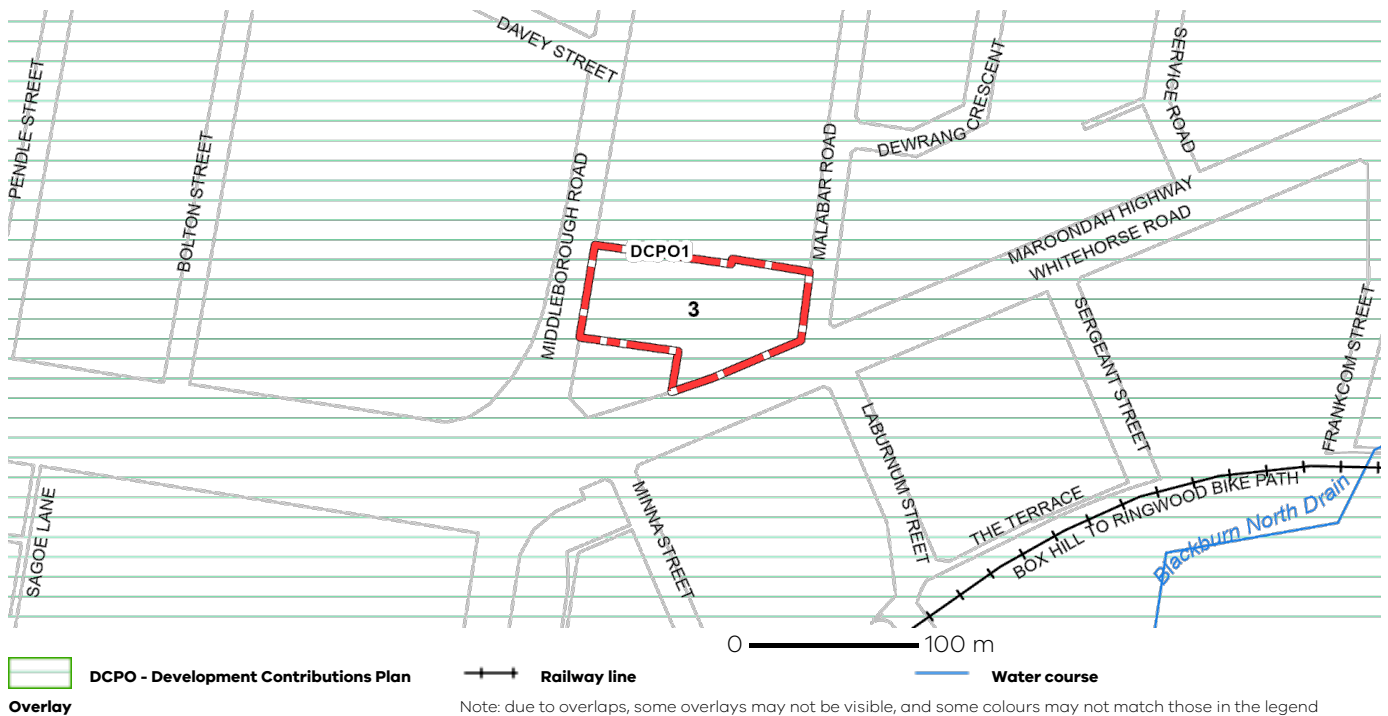 DAVEY STREET
PENDLE STREET
BOLTON STREET
MIDDLEBOROUGH ROAD
MALABAR ROAD
DEWRANG CRESCENT
SERVICE ROAD
MAROONDAH HIGHWAY
WHITEHORSE ROAD
DCPO1
3
SERGEANT STREET
FRANKCOM STREET
LABURNUM STREET
MINNA STREET
SAGOE LANE
THE TERRACE
BOX HILL TO RINGWOOD BIKE PATH
Blackburn North Drain
0 100 m
DCPO - Development Contributions Plan
Overlay
Railway line
Water course
Note: due to overlaps, some overlays may not be visible, and some colours may not match those in the legend